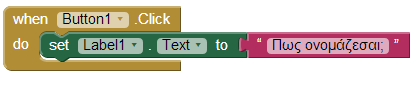 when Button1 .Click
do set Label1 . Text to " Πως ονομάζεσαι; "